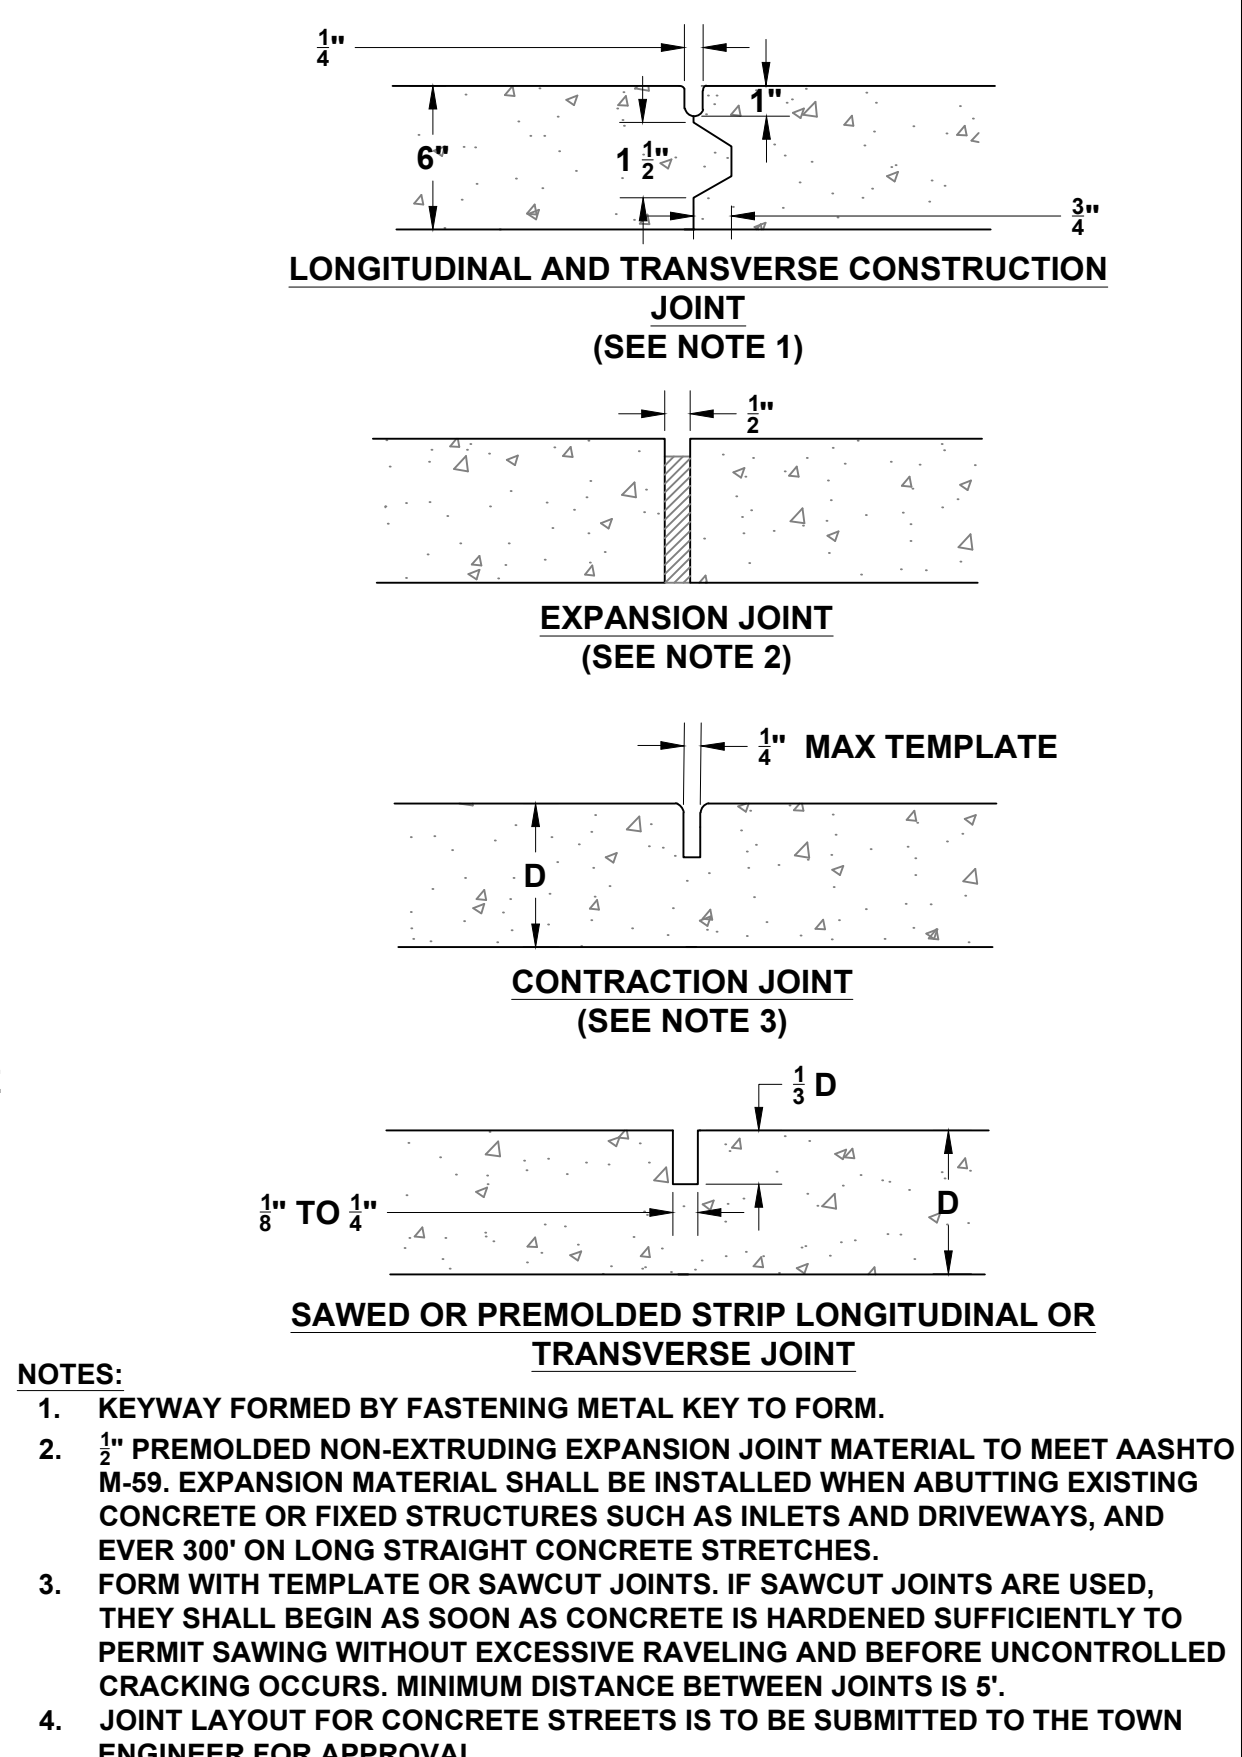 1/4"
1"
6"
1 1/2"
3/4"
LONGITUDINAL AND TRANSVERSE CONSTRUCTION
JOINT
(SEE NOTE 1)
1/2"
EXPANSION JOINT
(SEE NOTE 2)
1/4" MAX TEMPLATE
D
CONTRACTION JOINT
(SEE NOTE 3)
1/3 D
1/8" TO 1/4"
D
SAWED OR PREMOLDED STRIP LONGITUDINAL OR
TRANSVERSE JOINT
NOTES:
1. KEYWAY FORMED BY FASTENING METAL KEY TO FORM.
2. 1/2" PREMOLDED NON-EXTRUDING EXPANSION JOINT MATERIAL TO MEET AASHTO
M-59. EXPANSION MATERIAL SHALL BE INSTALLED WHEN ABUTTING EXISTING
CONCRETE OR FIXED STRUCTURES SUCH AS INLETS AND DRIVEWAYS, AND
EVER 300' ON LONG STRAIGHT CONCRETE STRETCHES.
3. FORM WITH TEMPLATE OR SAWCUT JOINTS. IF SAWCUT JOINTS ARE USED,
THEY SHALL BEGIN AS SOON AS CONCRETE IS HARDENED SUFFICIENTLY TO
PERMIT SAWING WITHOUT EXCESSIVE RAVELING AND BEFORE UNCONTROLLED
CRACKING OCCURS. MINIMUM DISTANCE BETWEEN JOINTS IS 5'.
4. JOINT LAYOUT FOR CONCRETE STREETS IS TO BE SUBMITTED TO THE TOWN
ENGINEER FOR APPROVAL